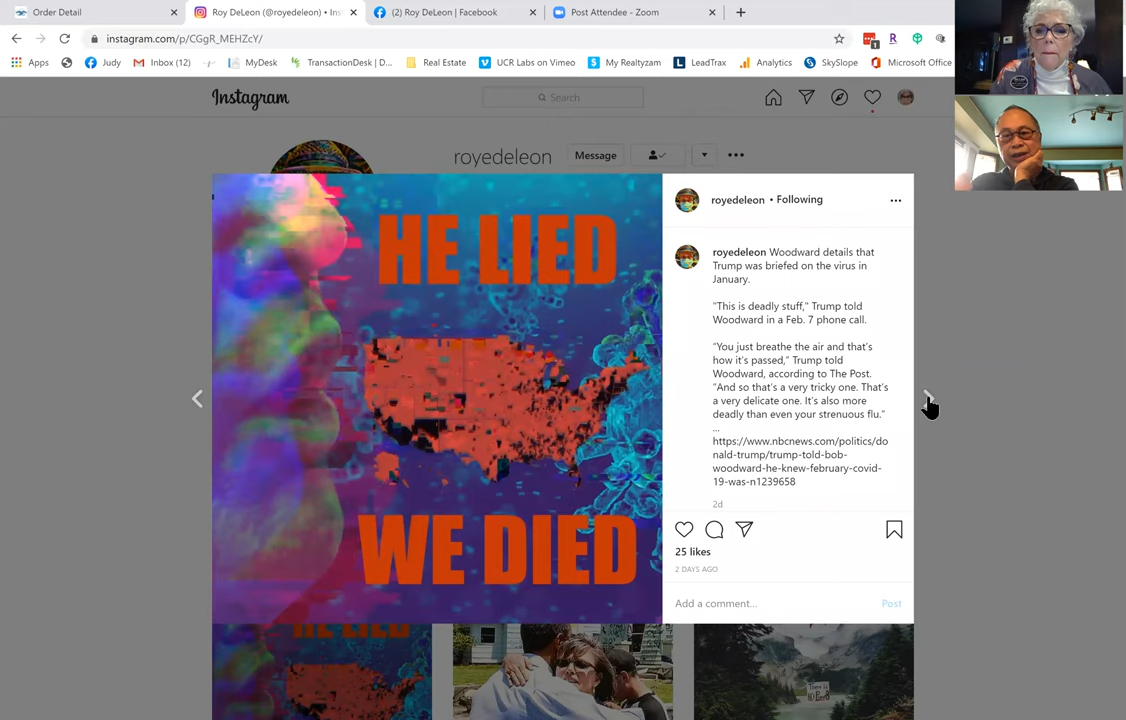 Order Detail
Roy DeLeon (@royedeleon) • Ins
(2) Roy DeLeon | Facebook
Post Attendee - Zoom
instagram.com/p/CGgR_MEHZcY/
Apps
Judy
Inbox (12)
MyDesk
TransactionDesk | D...
Real Estate
UCR Labs on Vimeo
My Realtyzam
LeadTrax
Analytics
SkySlope
Microsoft Office
Instagram
Search
royedeleon
Message
HE LIED
WE DIED
royedeleon • Following
royedeleon Woodward details that
Trump was briefed on the virus in
January.
"This is deadly stuff," Trump told
Woodward in a Feb. 7 phone call.
“You just breathe the air and that’s
how it’s passed,” Trump told
Woodward, according to The Post.
“And so that’s a very tricky one. That’s
a very delicate one. It’s also more
deadly than even your strenuous flu.”
...
https://www.nbcnews.com/politics/do
nald-trump/trump-told-bob-
woodward-he-knew-february-covid-
19-was-n1239658
2d
25 likes
2 DAYS AGO
Add a comment...
Post
HE LIED
There is